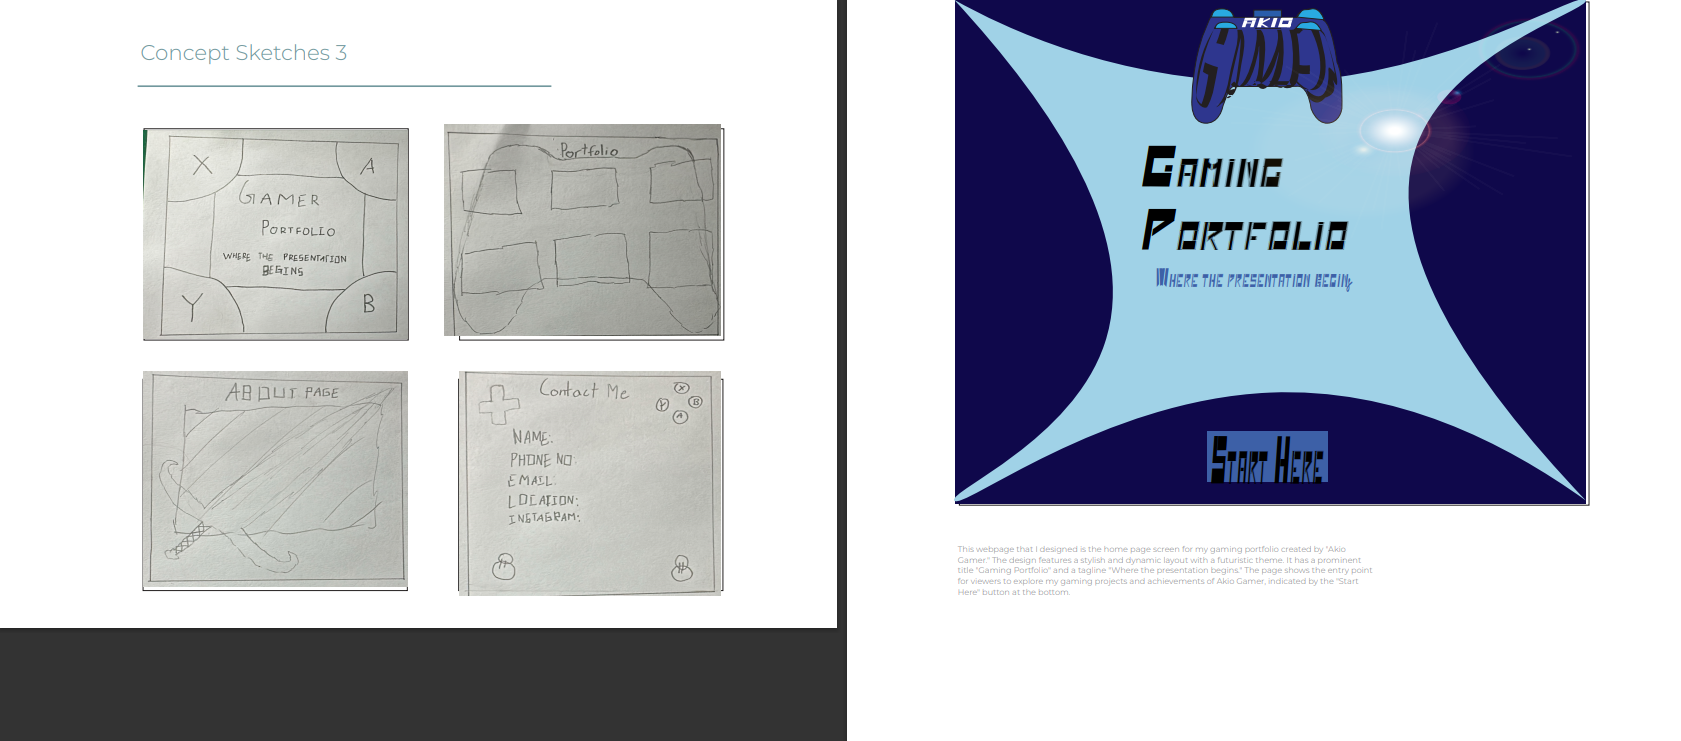 Concept Sketches 3
X
A
GAMER
PORTFOLIO
WHERE THE PRESENTATION
BEGINS
Y
B
Portfolio
ABOUT PAGE
Contact Me
X
Y
B
A
NAME:
PHONE NO:
EMAIL:
LOCATION:
INSTAGRAM:
AKIO
GAMER
GAMING
PORTFOLIO
WHERE THE PRESENTATION BEGINS
START HERE
This webpage that I designed is the home page screen for my gaming portfolio created by "Akio
Gamer." The design features a stylish and dynamic layout with a futuristic theme. It has a prominent
title "Gaming Portfolio" and a tagline "Where the presentation begins." The page shows the entry point
for viewers to explore my gaming projects and achievements of Akio Gamer, indicated by the "Start
Here" button at the bottom.